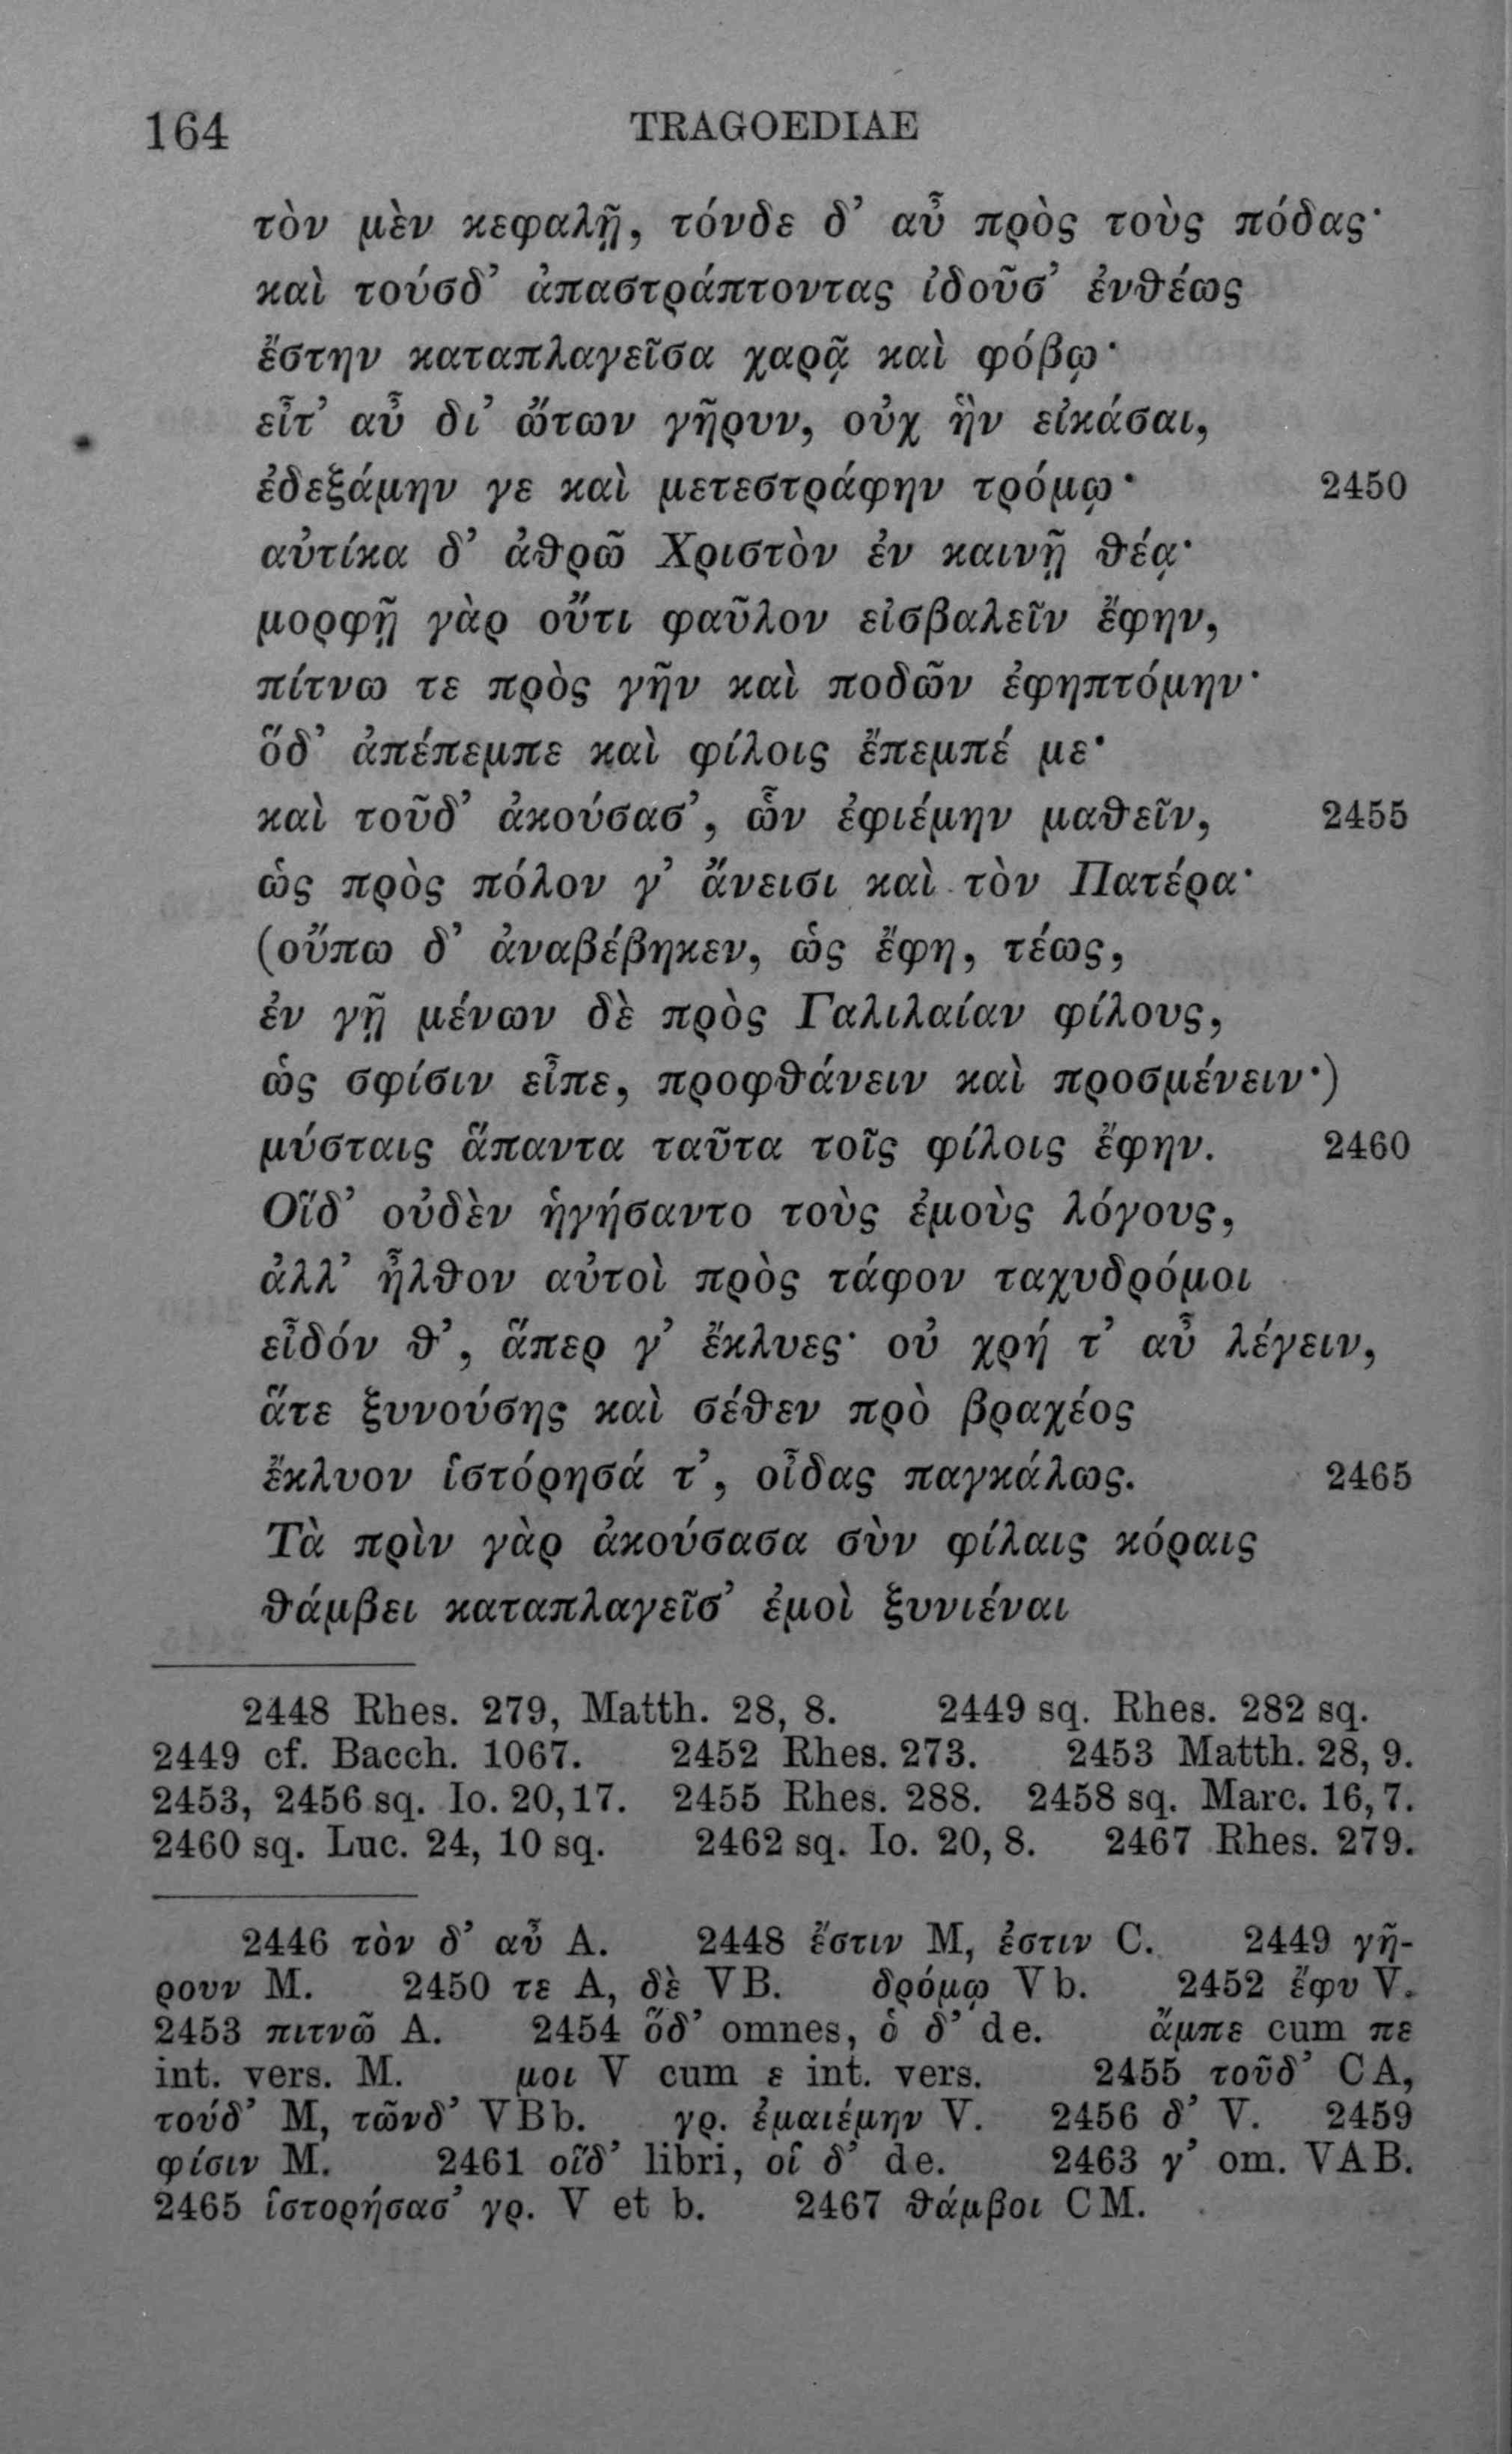 164 TRAGOEDIAE
τὸν μὲν κεφαλῇ, τόνδε δ’ αὖ πρὸς τοὺς πόδας·
καὶ τούσδ’ ἀπαστράπτοντας ἰδοῦσ’ ἐνθέως
ἔστην καταπλαγεῖσα χαρᾷ καὶ φόβῳ·
εἶτ’ αὖ δι’ ὤτων γῆρυν, οὐχ ἣν εἰκάσαι,
ἐδεξάμην γε καὶ μετεστράφην τρόμῳ· 2450
αὐτίκα δ’ ἀθρῶ Χριστὸν ἐν καινῇ θέᾳ·
μορφῇ γὰρ οὔτι φαῦλον εἰσβαλεῖν ἔφην,
πίτνω τε πρὸς γῆν καὶ ποδῶν ἐφηπτόμην·
ὅδ’ ἀπέπεμπε καὶ φίλοις ἔπεμπέ με·
καὶ τοῦδ’ ἀκούσασ’, ὧν ἐφιέμην μαθεῖν, 2455
ὡς πρὸς πόλον γ’ ἄνεισι καὶ τὸν Πατέρα·
(οὔπω δ’ ἀναβέβηκεν, ὡς ἔφη, τέως,
ἐν γῇ μένων δὲ πρὸς Γαλιλαίαν φίλους,
ὥς σφίσιν εἶπε, προφθάνειν καὶ προσμένειν·)
μύσταις ἅπαντα ταῦτα τοῖς φίλοις ἔφην. 2460
Οἵδ’ οὐδὲν ἡγήσαντο τοὺς ἐμοὺς λόγους,
ἀλλ’ ἦλθον αὐτοὶ πρὸς τάφον ταχυδρόμοι
εἶδόν θ’, ἅπερ γ’ ἔκλυες· οὐ χρή τ’ αὖ λέγειν,
ἅτε ξυνούσης καὶ σέθεν πρὸ βραχέος
ἔκλυον ἱστόρησά τ’, οἶδας παγκάλως. 2465
Τὰ πρὶν γὰρ ἀκούσασα σὺν φίλαις κόραις
θάμβει καταπλαγεῖσ’ ἐμοὶ ξυνιέναι
2448 Rhes. 279, Matth. 28, 8. 2449 sq. Rhes. 282 sq.
2449 cf. Bacch. 1067. 2452 Rhes. 273. 2453 Matth. 28, 9.
2453, 2456 sq. Io. 20, 17. 2455 Rhes. 288. 2458 sq. Marc. 16, 7.
2460 sq. Luc. 24, 10 sq. 2462 sq. Io. 20, 8. 2467 Rhes. 279.
2446 τὸν δ’ αὖ A. 2448 ἔστιν M, ἐστιν C. 2449 γῆ-
ρουν M. 2450 τε A, δὲ VB. δρόμῳ Vb. 2452 ἔφυ V.
2453 πιτνῶ A. 2454 ὅδ’ omnes, ὁ δ’ de. ἄμπε cum πε
int. vers. M. μοι V cum ε int. vers. 2455 τοῦδ’ CA,
τούδ’ M, τῶνδ’ VBb. γρ. ἐμαιέμην V. 2456 δ’ V. 2459
φίσιν M. 2461 οἵδ’ libri, οἱ δ’ de. 2463 γ’ om. VAB.
2465 ἱστορήσασ’ γρ. V et b. 2467 θάμβοι CM.